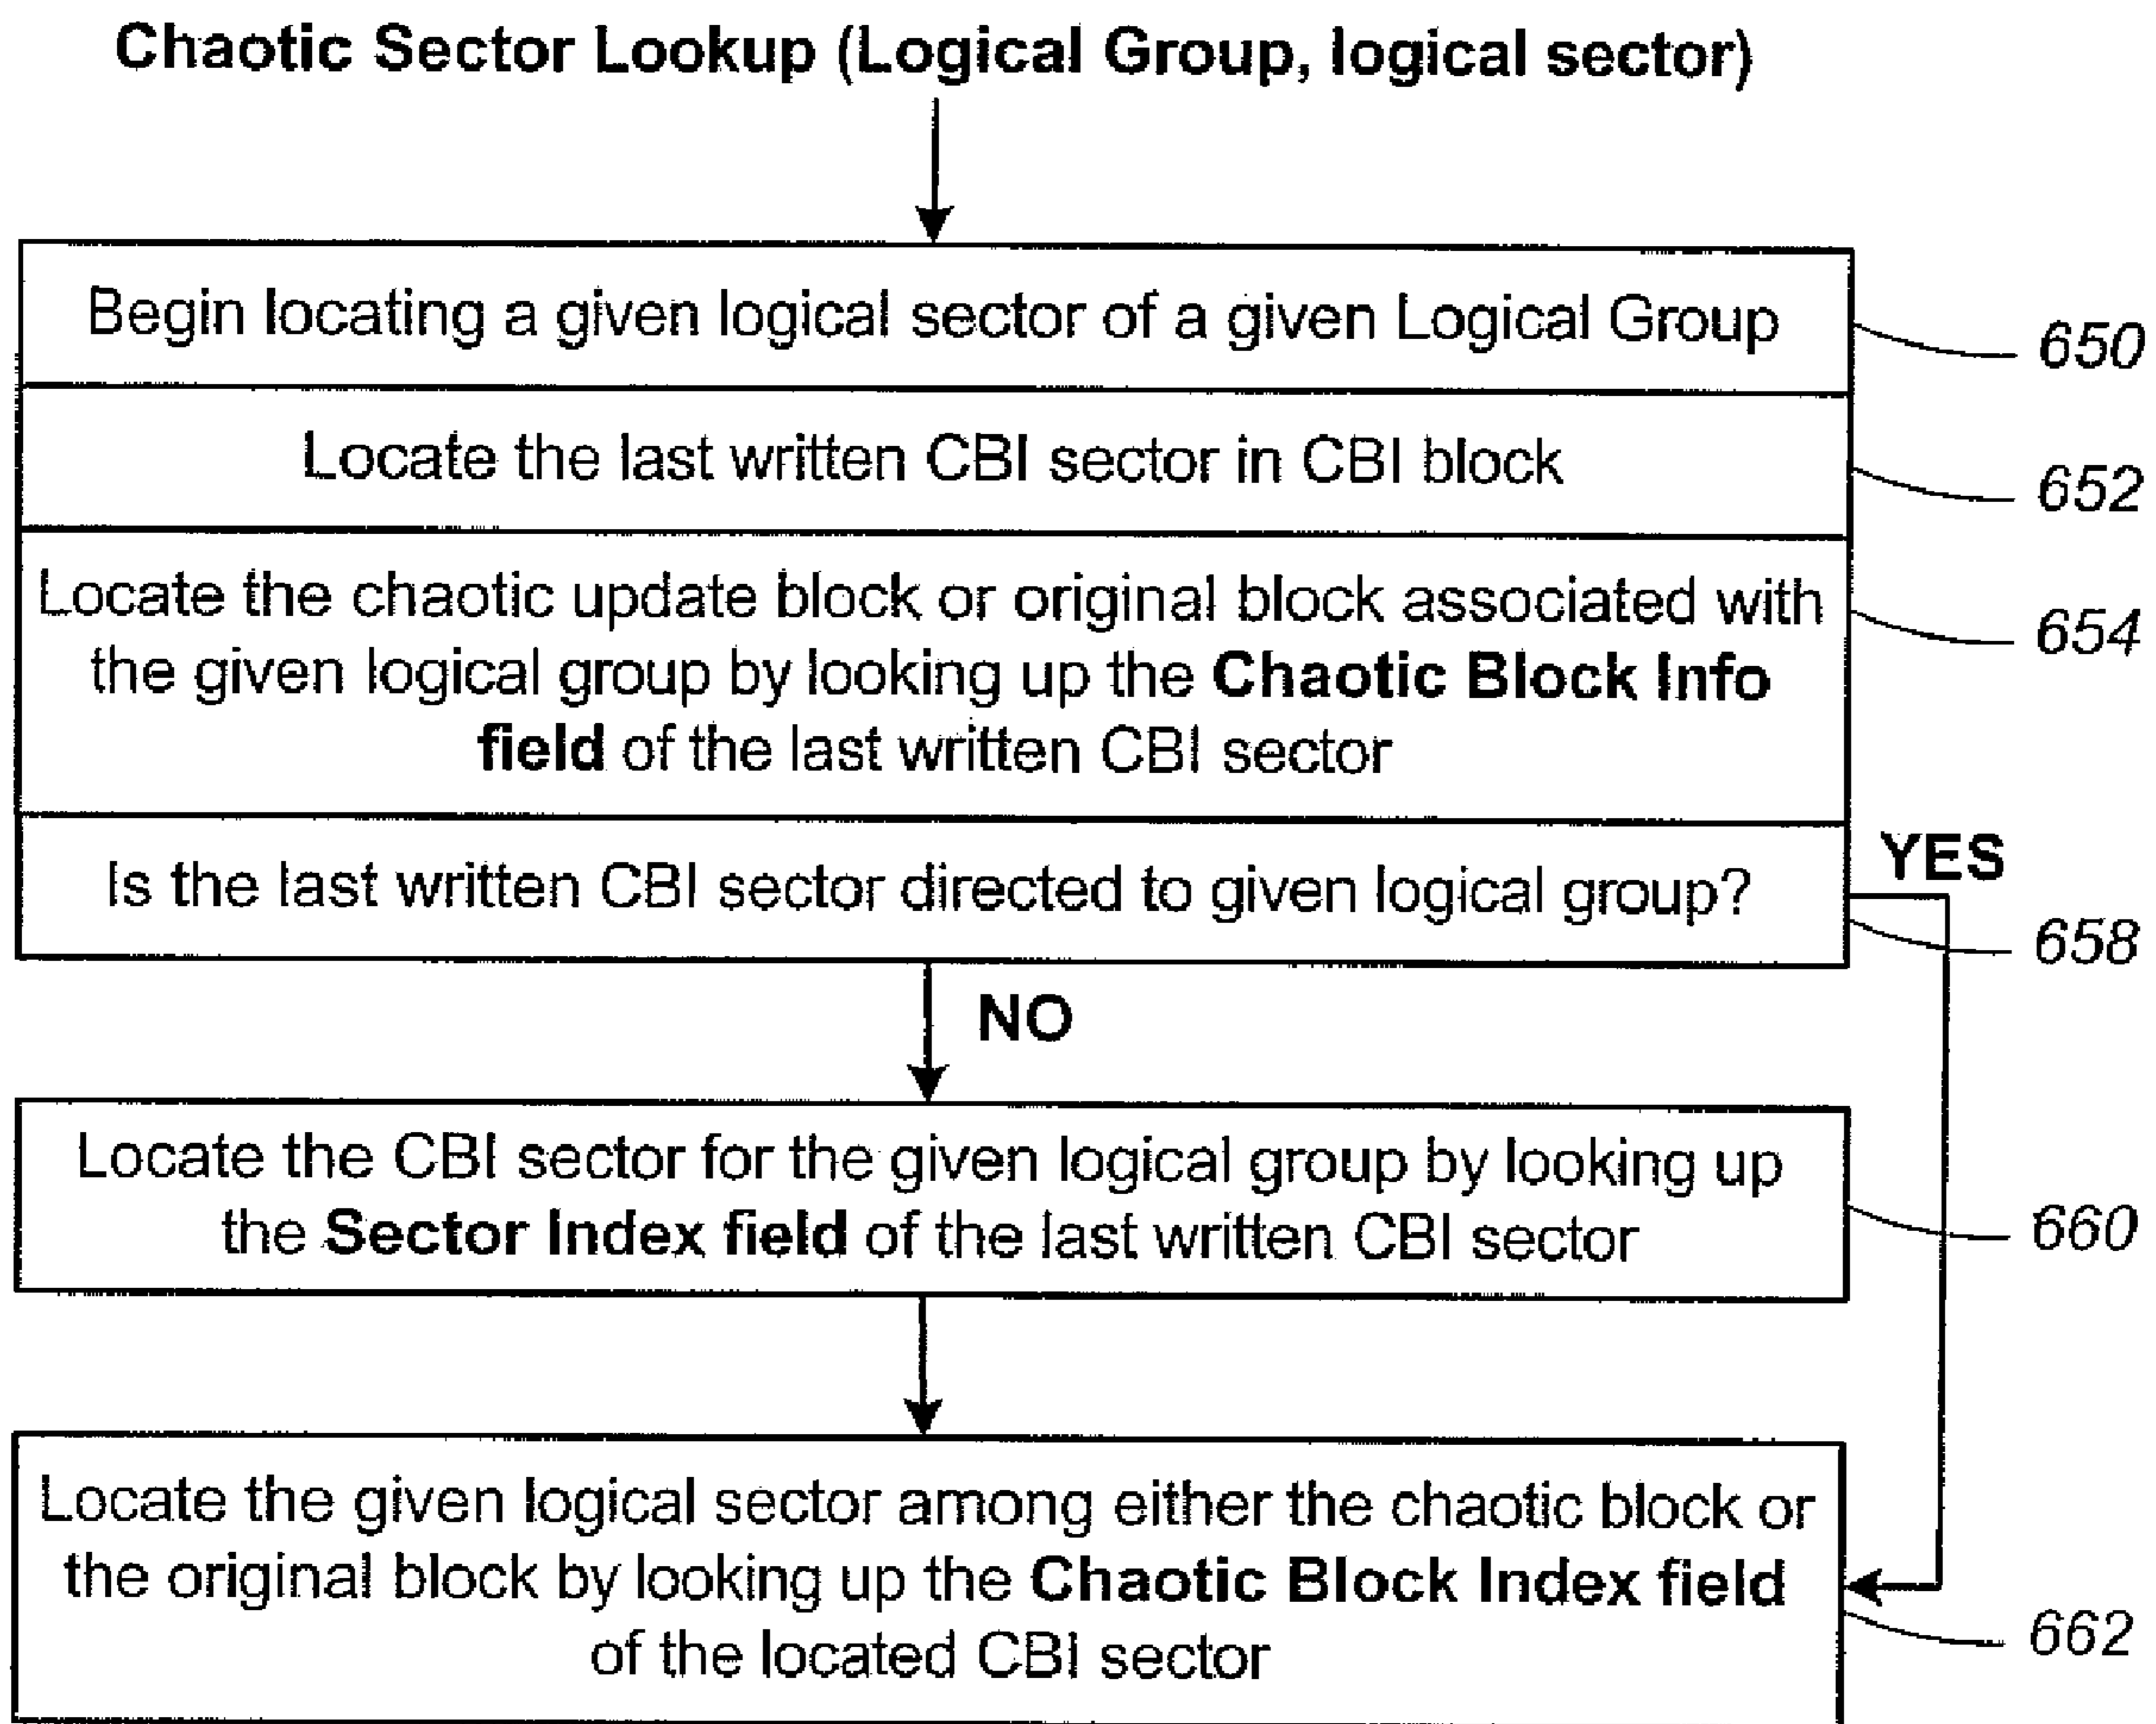 Chaotic Sector Lookup (Logical Group, logical sector)
Begin locating a given logical sector of a given Logical Group
650
Locate the last written CBI sector in CBI block
652
Locate the chaotic update block or original block associated with
the given logical group by looking up the Chaotic Block Info
field of the last written CBI sector
654
Is the last written CBI sector directed to given logical group?
YES
658
NO
Locate the CBI sector for the given logical group by looking up
the Sector Index field of the last written CBI sector
660
Locate the given logical sector among either the chaotic block or
the original block by looking up the Chaotic Block Index field
of the located CBI sector
662